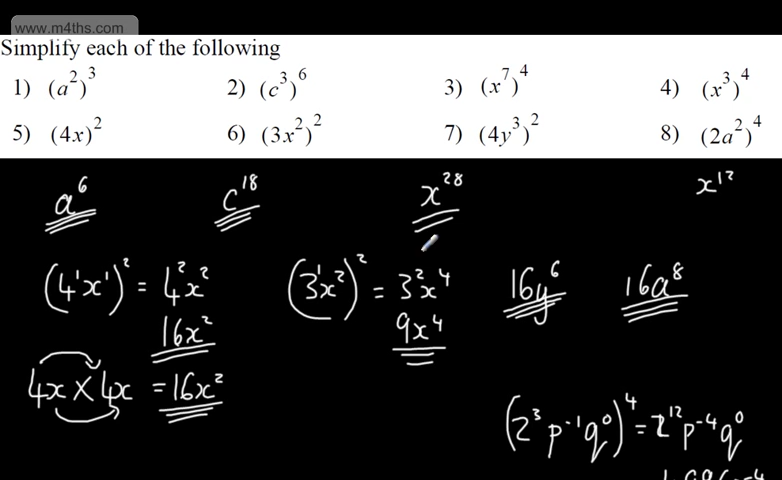 www.m4ths.com
Simplify each of the following
1) (a²)³ 2) (c³)⁶ 3) (x⁷)⁴ 4) (x³)⁴
5) (4x)² 6) (3x²)² 7) (4y³)² 8) (2a²)⁴
a⁶ c¹⁸ x²⁸ x¹²
(4¹x¹)² = 4²x² (3¹x²)² = 3²x⁴ 16y⁶ 16a⁸
16x² 9x⁴
4x × 4x = 16x²
(2³p⁻¹q⁰)⁴ = 2¹²p⁻⁴q⁰